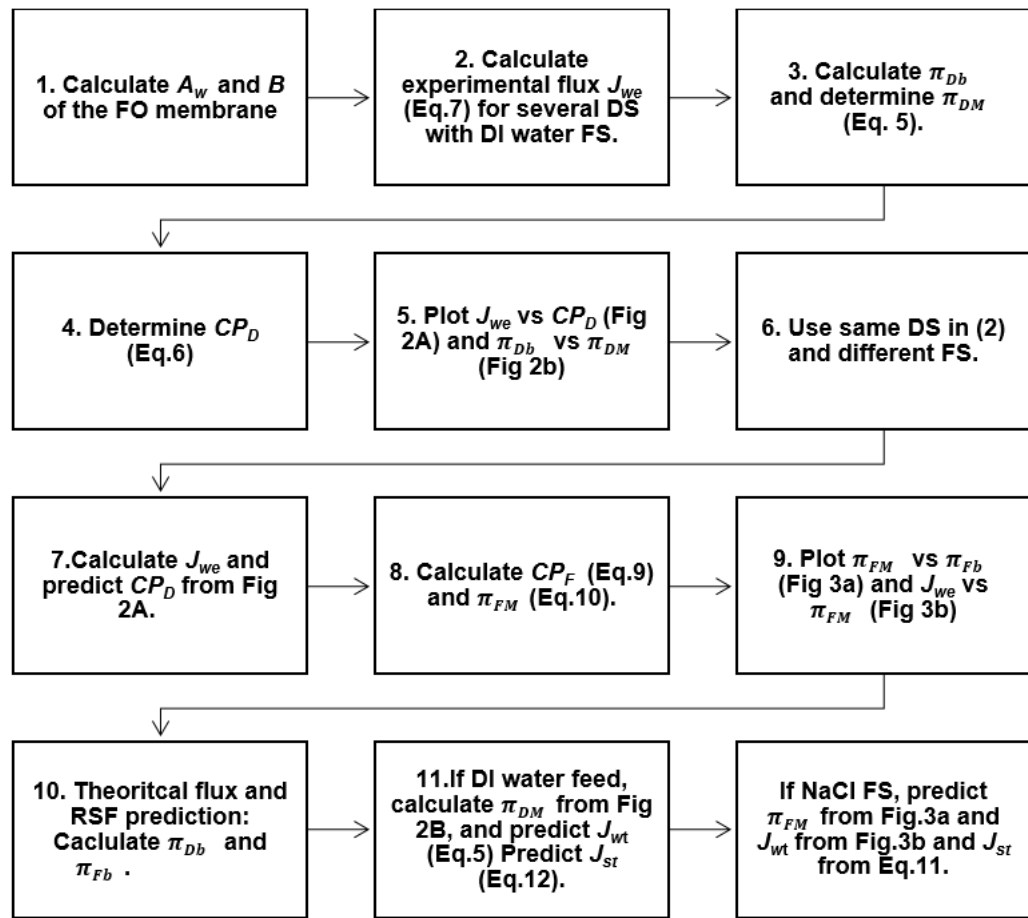 1. Calculate A_w and B
of the FO membrane
2. Calculate
experimental flux J_we
(Eq.7) for several DS
with DI water FS.
3. Calculate π_Db
and determine π_DM
(Eq. 5).
4. Determine CP_D
(Eq.6)
5. Plot J_we vs CP_D (Fig
2A) and π_Db vs π_DM
(Fig 2b)
6. Use same DS in (2)
and different FS.
7.Calculate J_we and
predict CP_D from Fig
2A.
8. Calculate CP_F (Eq.9)
and π_FM (Eq.10).
9. Plot π_FM vs π_Fb
(Fig 3a) and J_we vs
π_FM (Fig 3b)
10. Theoritcal flux and
RSF prediction:
Caclulate π_Db and
π_Fb .
11.If DI water feed,
calculate π_DM from Fig
2B, and predict J_wt
(Eq.5) Predict J_st
(Eq.12).
If NaCl FS, predict
π_FM from Fig.3a and
J_wt from Fig.3b and J_st
from Eq.11.